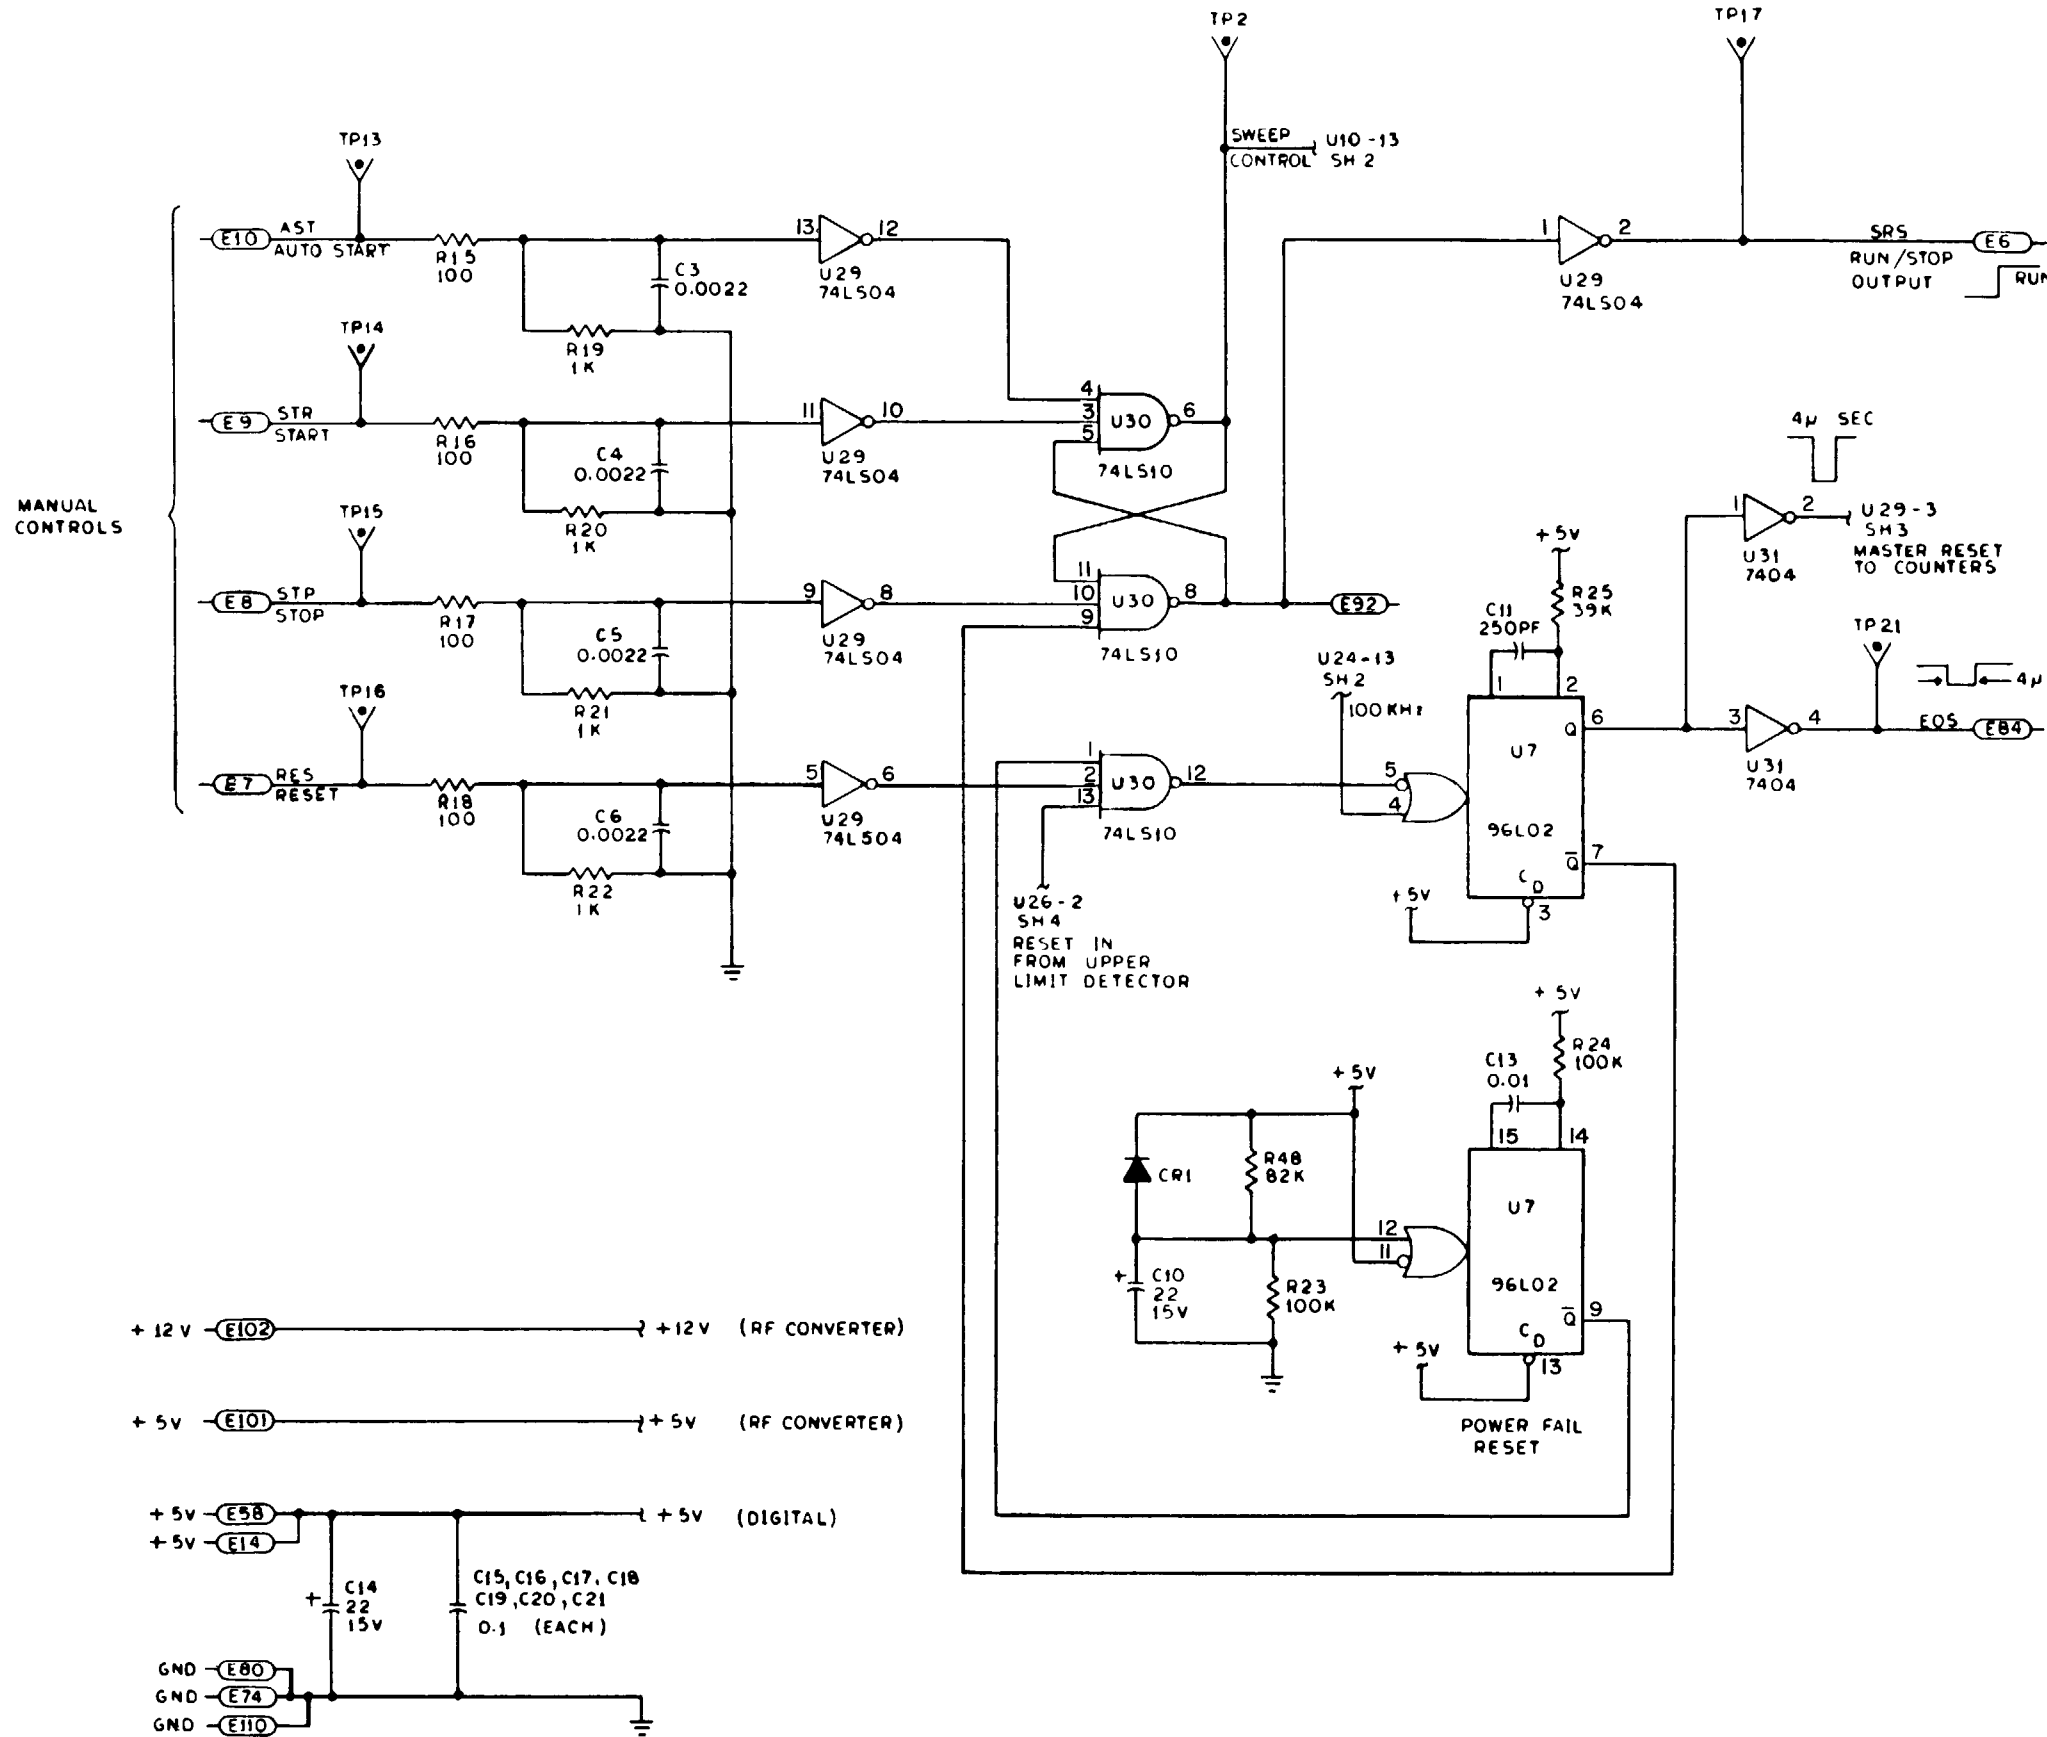 TP2
TP17
TP13
SWEEP
CONTROL
U10-13
SH 2
E10
AST
AUTO START
R15
100
C3
0.0022
13
12
U29
74LS04
R19
1K
1
2
U29
74LS04
SRS
RUN/STOP
OUTPUT
E6
RUN
TP14
E9
STR
START
R16
100
C4
0.0022
R20
1K
11
10
U29
74LS04
4
3
5
U30
6
74LS10
MANUAL
CONTROLS
TP15
E8
STP
STOP
R17
100
C5
0.0022
R21
1K
9
8
U29
74LS04
11
10
9
U30
8
74LS10
E92
4µ SEC
1
2
U31
7404
U29-3
SH3
MASTER RESET
TO COUNTERS
+5V
R25
39K
C11
250PF
U24-13
SH2
100KHz
1
2
TP21
4µ
TP16
E7
RES
RESET
R18
100
C6
0.0022
R22
1K
5
6
U29
74LS04
1
2
13
U30
12
74LS10
5
4
U7
96L02
Q
6
Q̅
7
CD
3
+5V
3
4
U31
7404
EOS
E84
U26-2
SH4
RESET IN
FROM UPPER
LIMIT DETECTOR
+5V
R24
100K
C13
0.01
15
14
+5V
CR1
R48
82K
12
11
U7
96L02
Q̅
9
CD
13
+5V
+
C10
22
15V
R23
100K
POWER FAIL
RESET
+12V
E102
+12V
(RF CONVERTER)
+5V
E101
+5V
(RF CONVERTER)
+5V
E58
+5V
(DIGITAL)
+5V
E14
+
C14
22
15V
C15, C16, C17, C18
C19, C20, C21
0.1 (EACH)
GND
E80
GND
E74
GND
E110